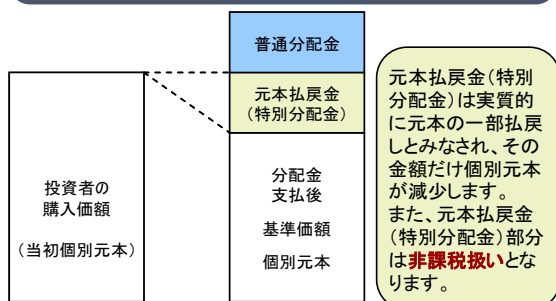 普通分配金
元本払戻金
（特別分配金）
投資者の
購入価額
（当初個別元本）
分配金
支払後
基準価額
個別元本
元本払戻金（特別
分配金）は実質的
に元本の一部払戻
しとみなされ、その
金額だけ個別元本
が減少します。
また、元本払戻金
（特別分配金）部分
は非課税扱いとな
ります。